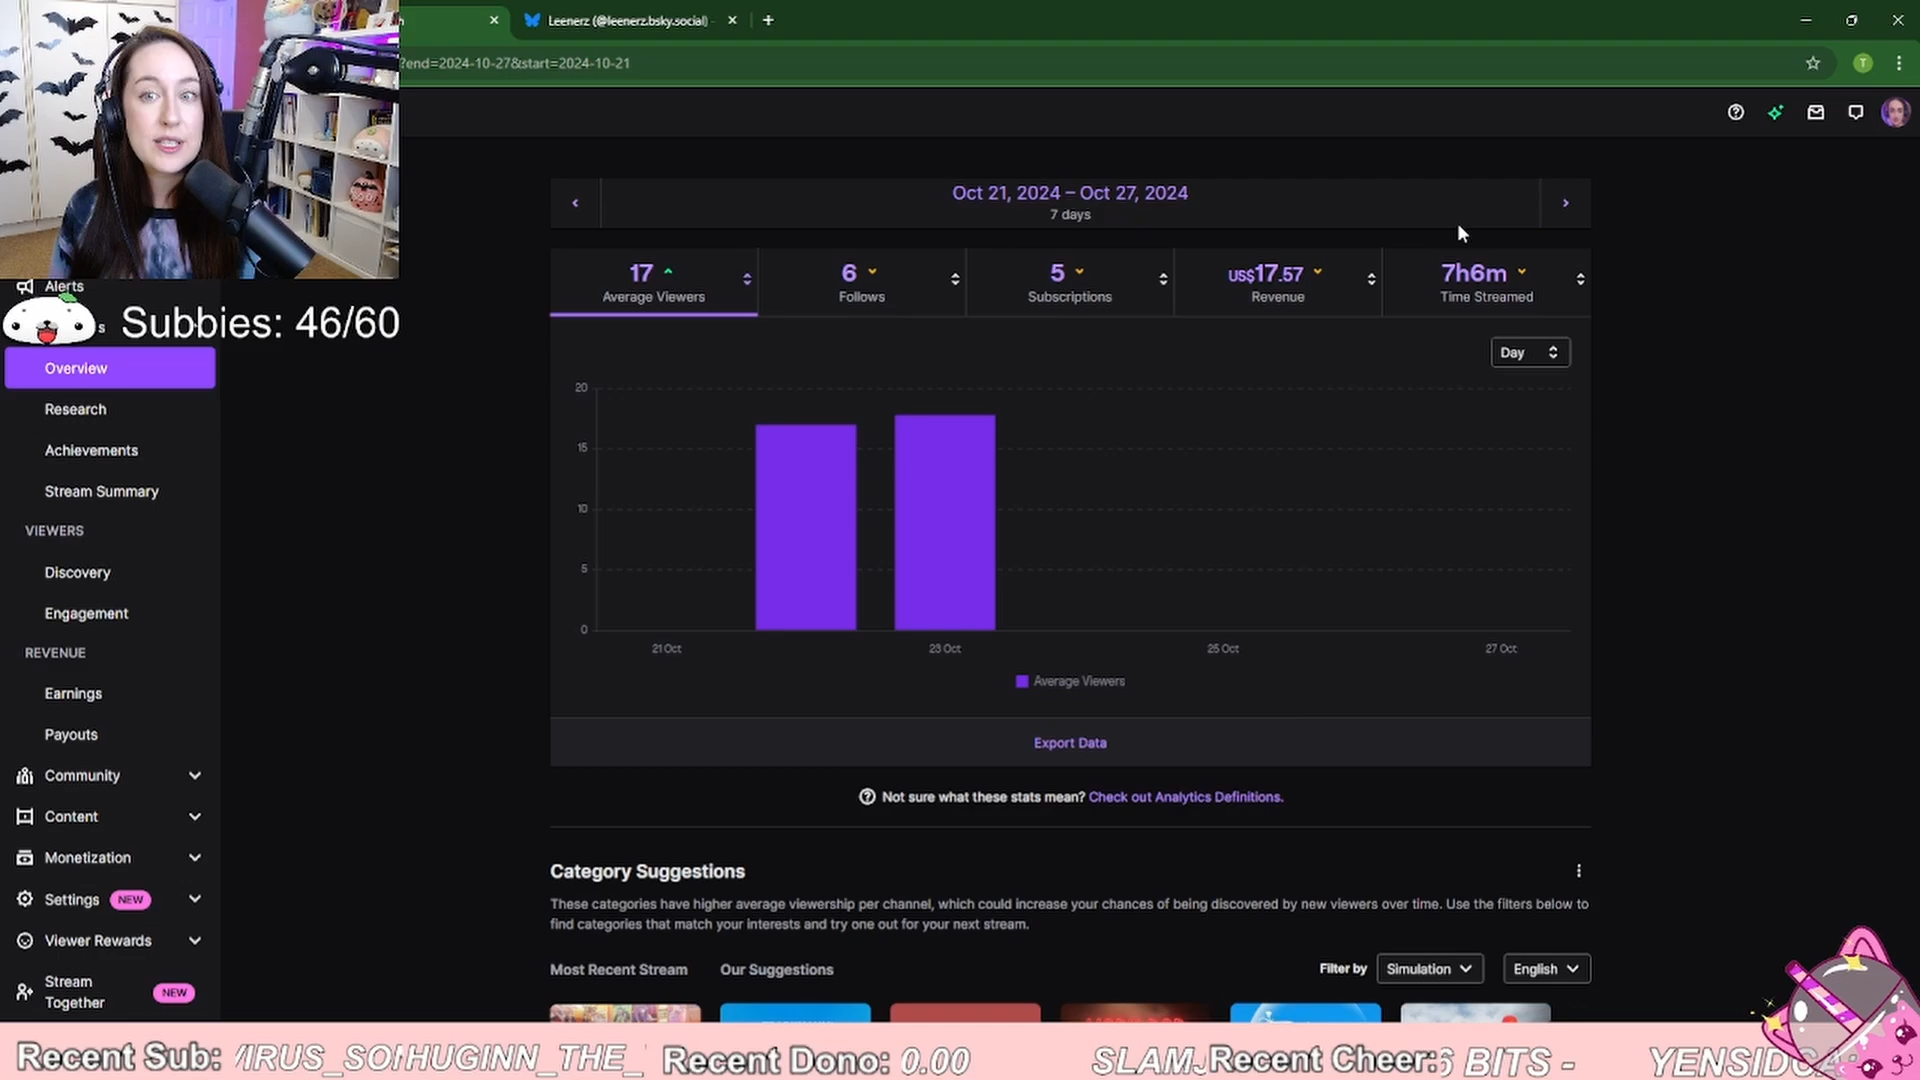 Leenerz (@leenerz.bsky.social)
?end=2024-10-27&start=2024-10-21
T
Oct 21, 2024 – Oct 27, 2024
7 days
17
Average Viewers
6
Follows
5
Subscriptions
US$17.57
Revenue
7h6m
Time Streamed
Alerts
Subbies: 46/60
Overview
Research
Achievements
Stream Summary
VIEWERS
Discovery
Engagement
REVENUE
Earnings
Payouts
Community
Content
Monetization
Settings NEW
Viewer Rewards
Stream Together NEW
Day
20
15
10
5
0
21 Oct
23 Oct
25 Oct
27 Oct
Average Viewers
Export Data
Not sure what these stats mean? Check out Analytics Definitions.
Category Suggestions
These categories have higher average viewership per channel, which could increase your chances of being discovered by new viewers over time. Use the filters below to
find categories that match your interests and try one out for your next stream.
Most Recent Stream
Our Suggestions
Filter by
Simulation
English
Recent Sub: HUGINN_THE_
Recent Dono: 0.00
Recent Cheer: BITS -